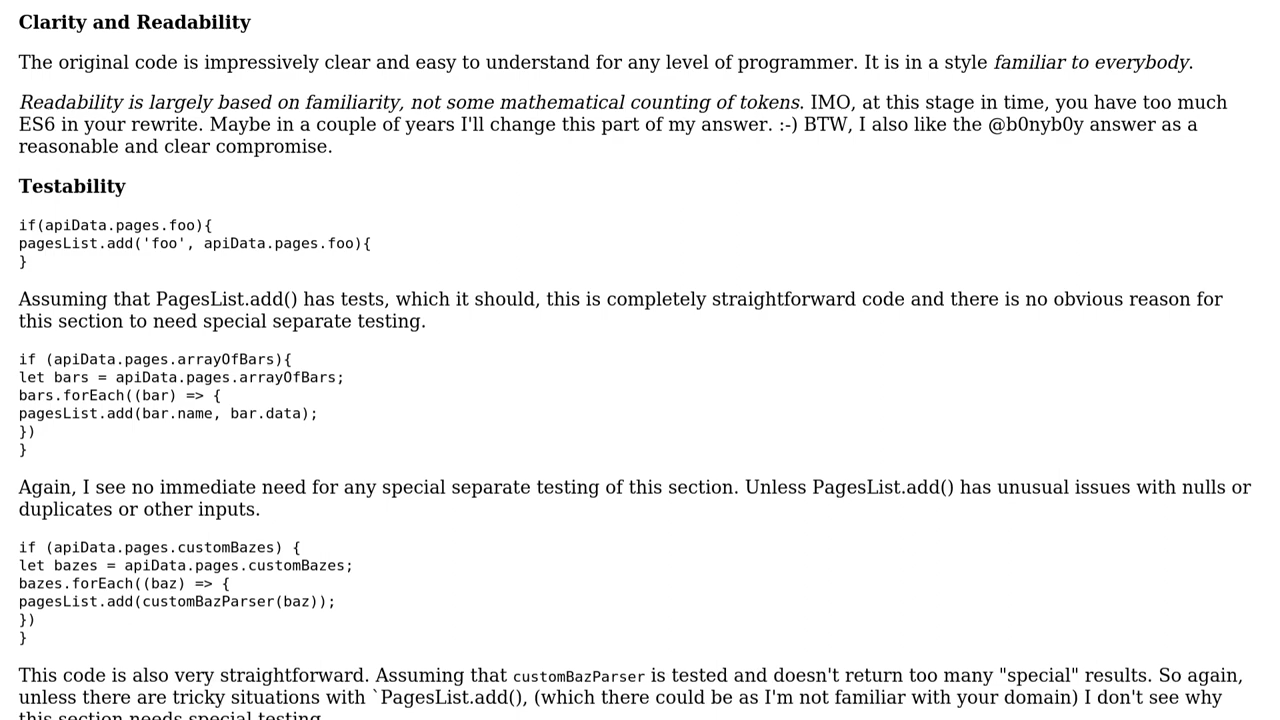 Clarity and Readability
The original code is impressively clear and easy to understand for any level of programmer. It is in a style familiar to everybody.
Readability is largely based on familiarity, not some mathematical counting of tokens. IMO, at this stage in time, you have too much
ES6 in your rewrite. Maybe in a couple of years I'll change this part of my answer. :-) BTW, I also like the @b0nyb0y answer as a
reasonable and clear compromise.
Testability
if(apiData.pages.foo){
pagesList.add('foo', apiData.pages.foo){
}
Assuming that PagesList.add() has tests, which it should, this is completely straightforward code and there is no obvious reason for
this section to need special separate testing.
if (apiData.pages.arrayOfBars){
let bars = apiData.pages.arrayOfBars;
bars.forEach((bar) => {
pagesList.add(bar.name, bar.data);
})
}
Again, I see no immediate need for any special separate testing of this section. Unless PagesList.add() has unusual issues with nulls or
duplicates or other inputs.
if (apiData.pages.customBazes) {
let bazes = apiData.pages.customBazes;
bazes.forEach((baz) => {
pagesList.add(customBazParser(baz));
})
}
This code is also very straightforward. Assuming that customBazParser is tested and doesn't return too many "special" results. So again,
unless there are tricky situations with `PagesList.add(), (which there could be as I'm not familiar with your domain) I don't see why
this section needs special testing.